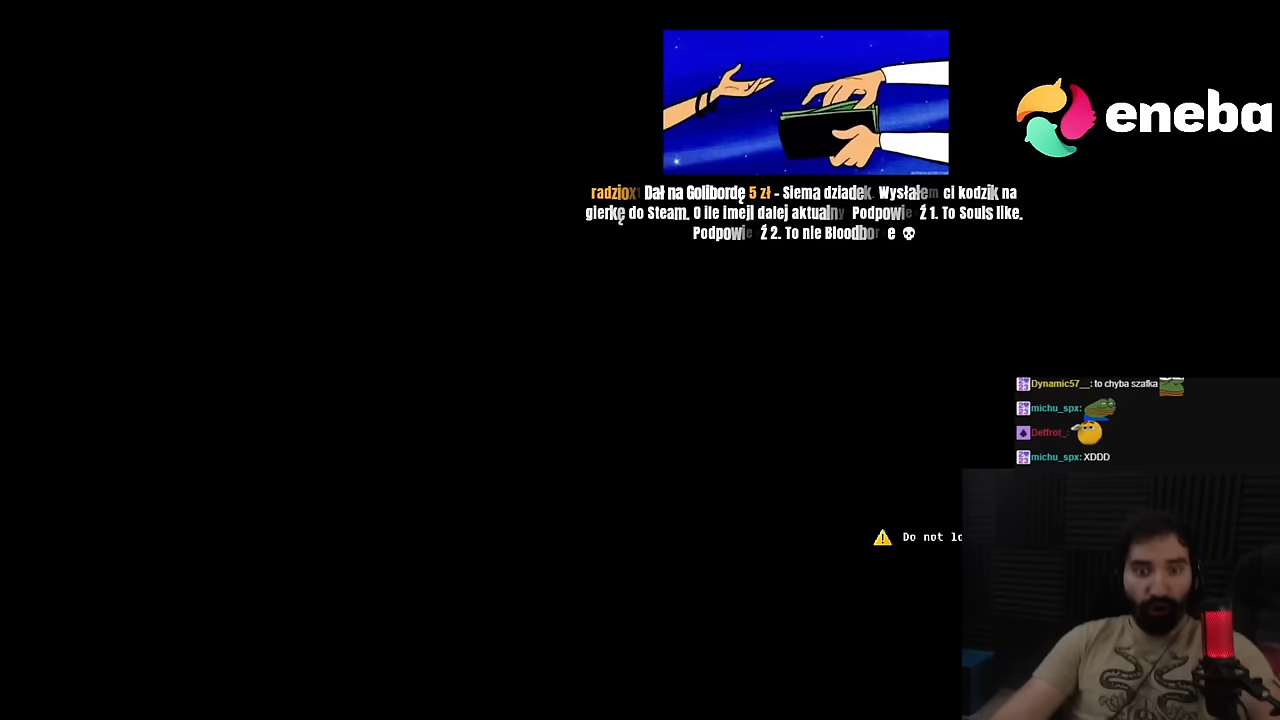 eneba
radziox Dał na Golibordę 5 zł - Siema dziadek. Wysłałem ci kodzik na
gierkę do Steam. O ile imejl dalej aktualny Podpowiedź 1. To Souls like.
Podpowiedź 2. To nie Bloodborne 💀
Dynamic57__: to chyba szafka
michu_spx:
Deffrot_:
michu_spx: XDDD
Do not lo